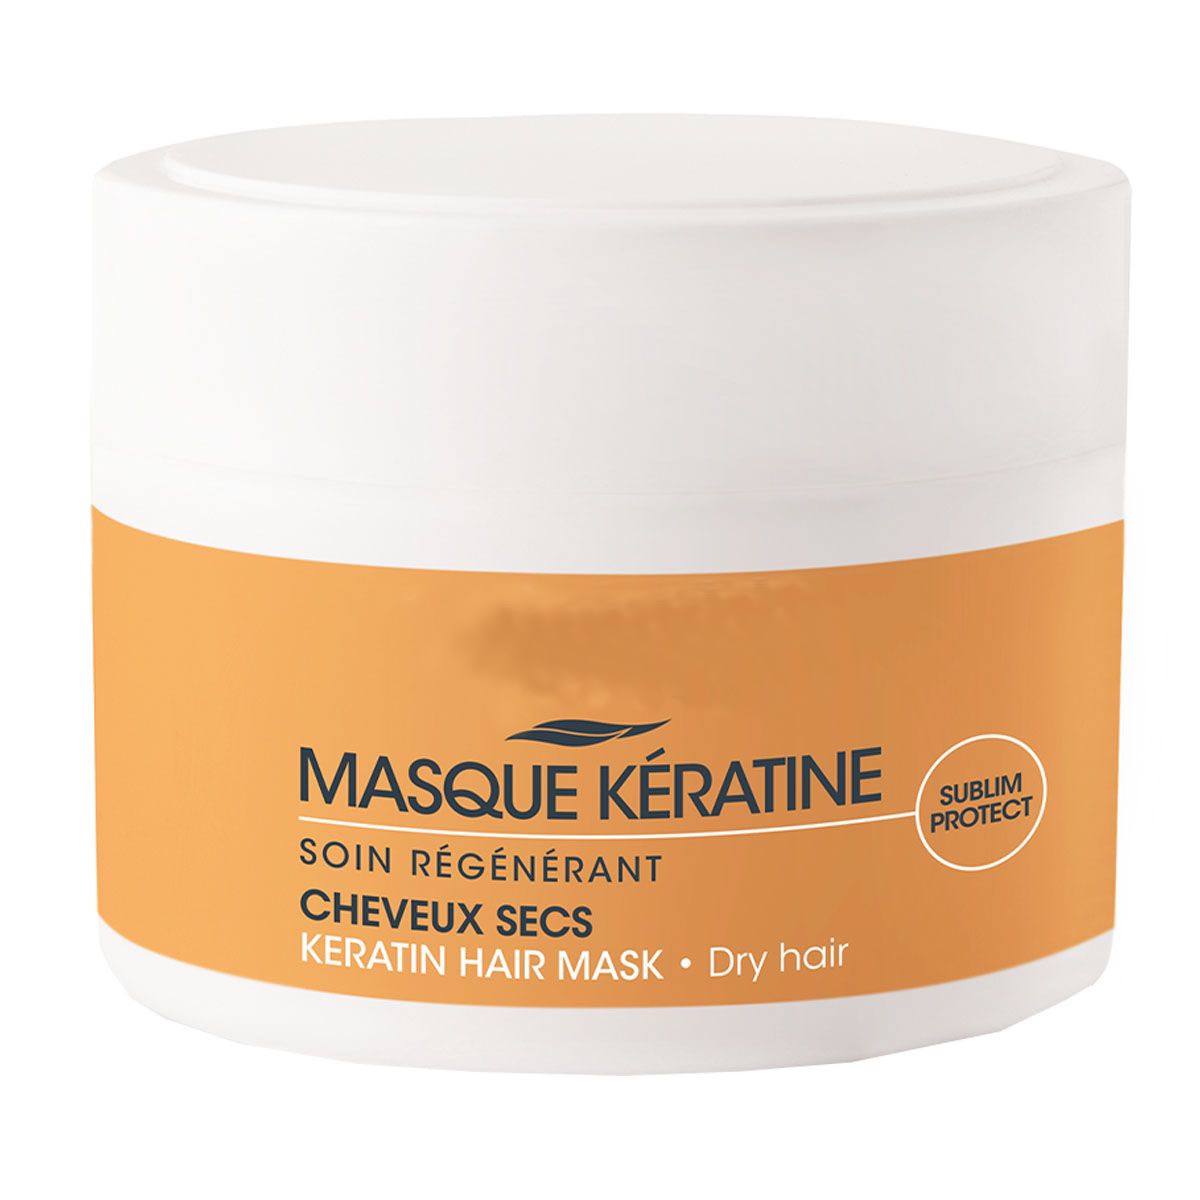 MASQUE KÉRATINE
SUBLIM
PROTECT
SOIN RÉGÉNÉRANT
CHEVEUX SECS
KERATIN HAIR MASK • Dry hair